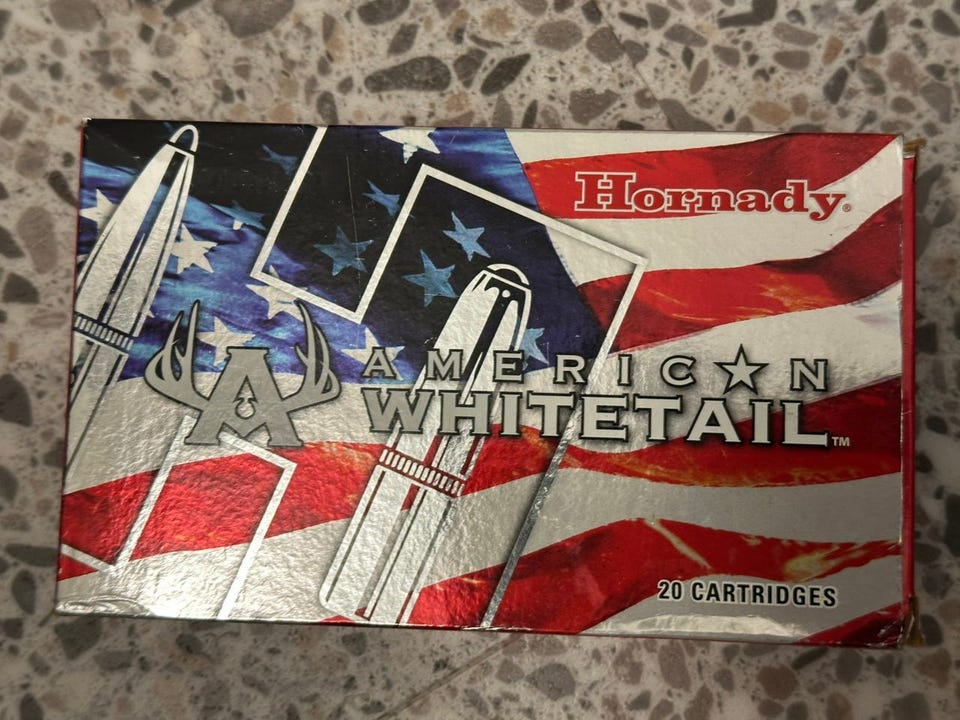 Hornady®
AMERIC★N
WHITETAIL™
20 CARTRIDGES